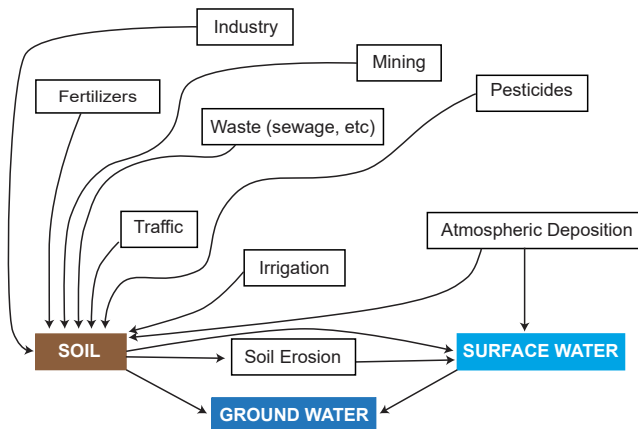 Industry
Mining
Fertilizers
Pesticides
Waste (sewage, etc)
Traffic
Atmospheric Deposition
Irrigation
SOIL
Soil Erosion
SURFACE WATER
GROUND WATER